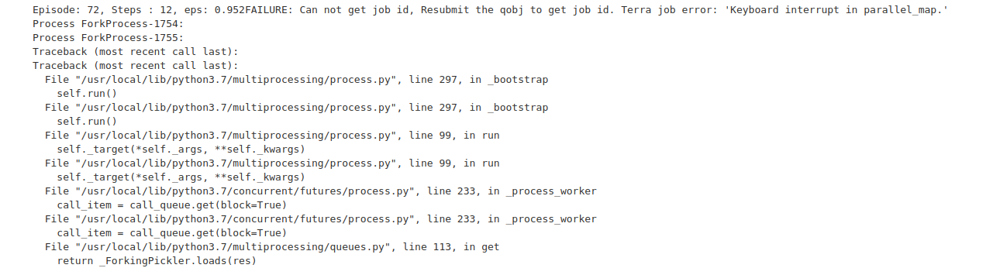 Episode: 72, Steps : 12, eps: 0.952FAILURE: Can not get job id, Resubmit the qobj to get job id. Terra job error: 'Keyboard interrupt in parallel_map.'
Process ForkProcess-1754:
Process ForkProcess-1755:
Traceback (most recent call last):
Traceback (most recent call last):
  File "/usr/local/lib/python3.7/multiprocessing/process.py", line 297, in _bootstrap
    self.run()
  File "/usr/local/lib/python3.7/multiprocessing/process.py", line 297, in _bootstrap
    self.run()
  File "/usr/local/lib/python3.7/multiprocessing/process.py", line 99, in run
    self._target(*self._args, **self._kwargs)
  File "/usr/local/lib/python3.7/multiprocessing/process.py", line 99, in run
    self._target(*self._args, **self._kwargs)
  File "/usr/local/lib/python3.7/concurrent/futures/process.py", line 233, in _process_worker
    call_item = call_queue.get(block=True)
  File "/usr/local/lib/python3.7/concurrent/futures/process.py", line 233, in _process_worker
    call_item = call_queue.get(block=True)
  File "/usr/local/lib/python3.7/multiprocessing/queues.py", line 113, in get
    return _ForkingPickler.loads(res)